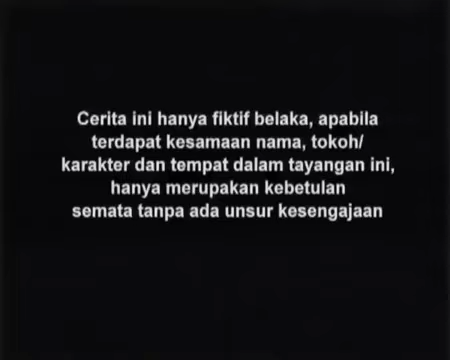 Cerita ini hanya fiktif belaka, apabila
terdapat kesamaan nama, tokoh/
karakter dan tempat dalam tayangan ini,
hanya merupakan kebetulan
semata tanpa ada unsur kesengajaan